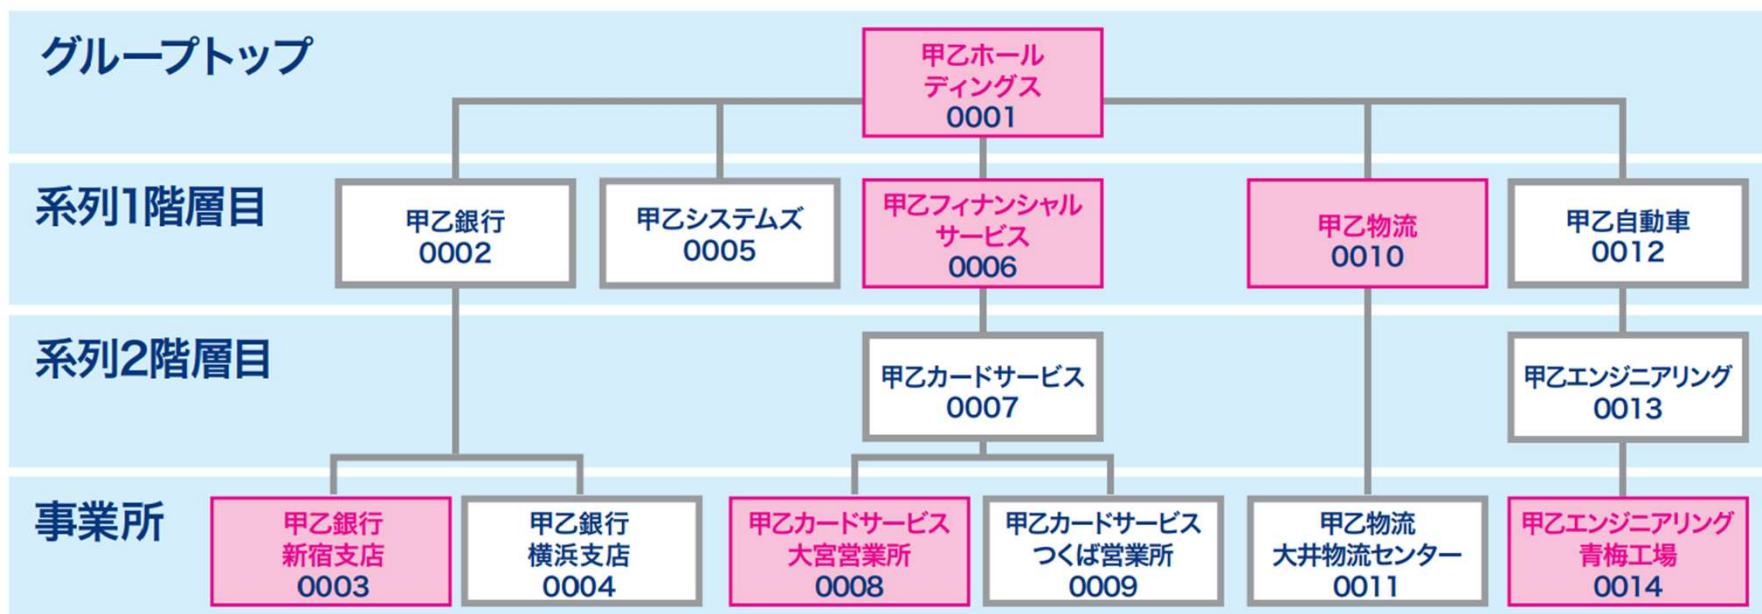 グループトップ
甲乙ホール
ディングス
0001
系列1階層目
甲乙銀行
0002
甲乙システムズ
0005
甲乙フィナンシャル
サービス
0006
甲乙物流
0010
甲乙自動車
0012
系列2階層目
甲乙カードサービス
0007
甲乙エンジニアリング
0013
事業所
甲乙銀行
新宿支店
0003
甲乙銀行
横浜支店
0004
甲乙カードサービス
大宮営業所
0008
甲乙カードサービス
つくば営業所
0009
甲乙物流
大井物流センター
0011
甲乙エンジニアリング
青梅工場
0014